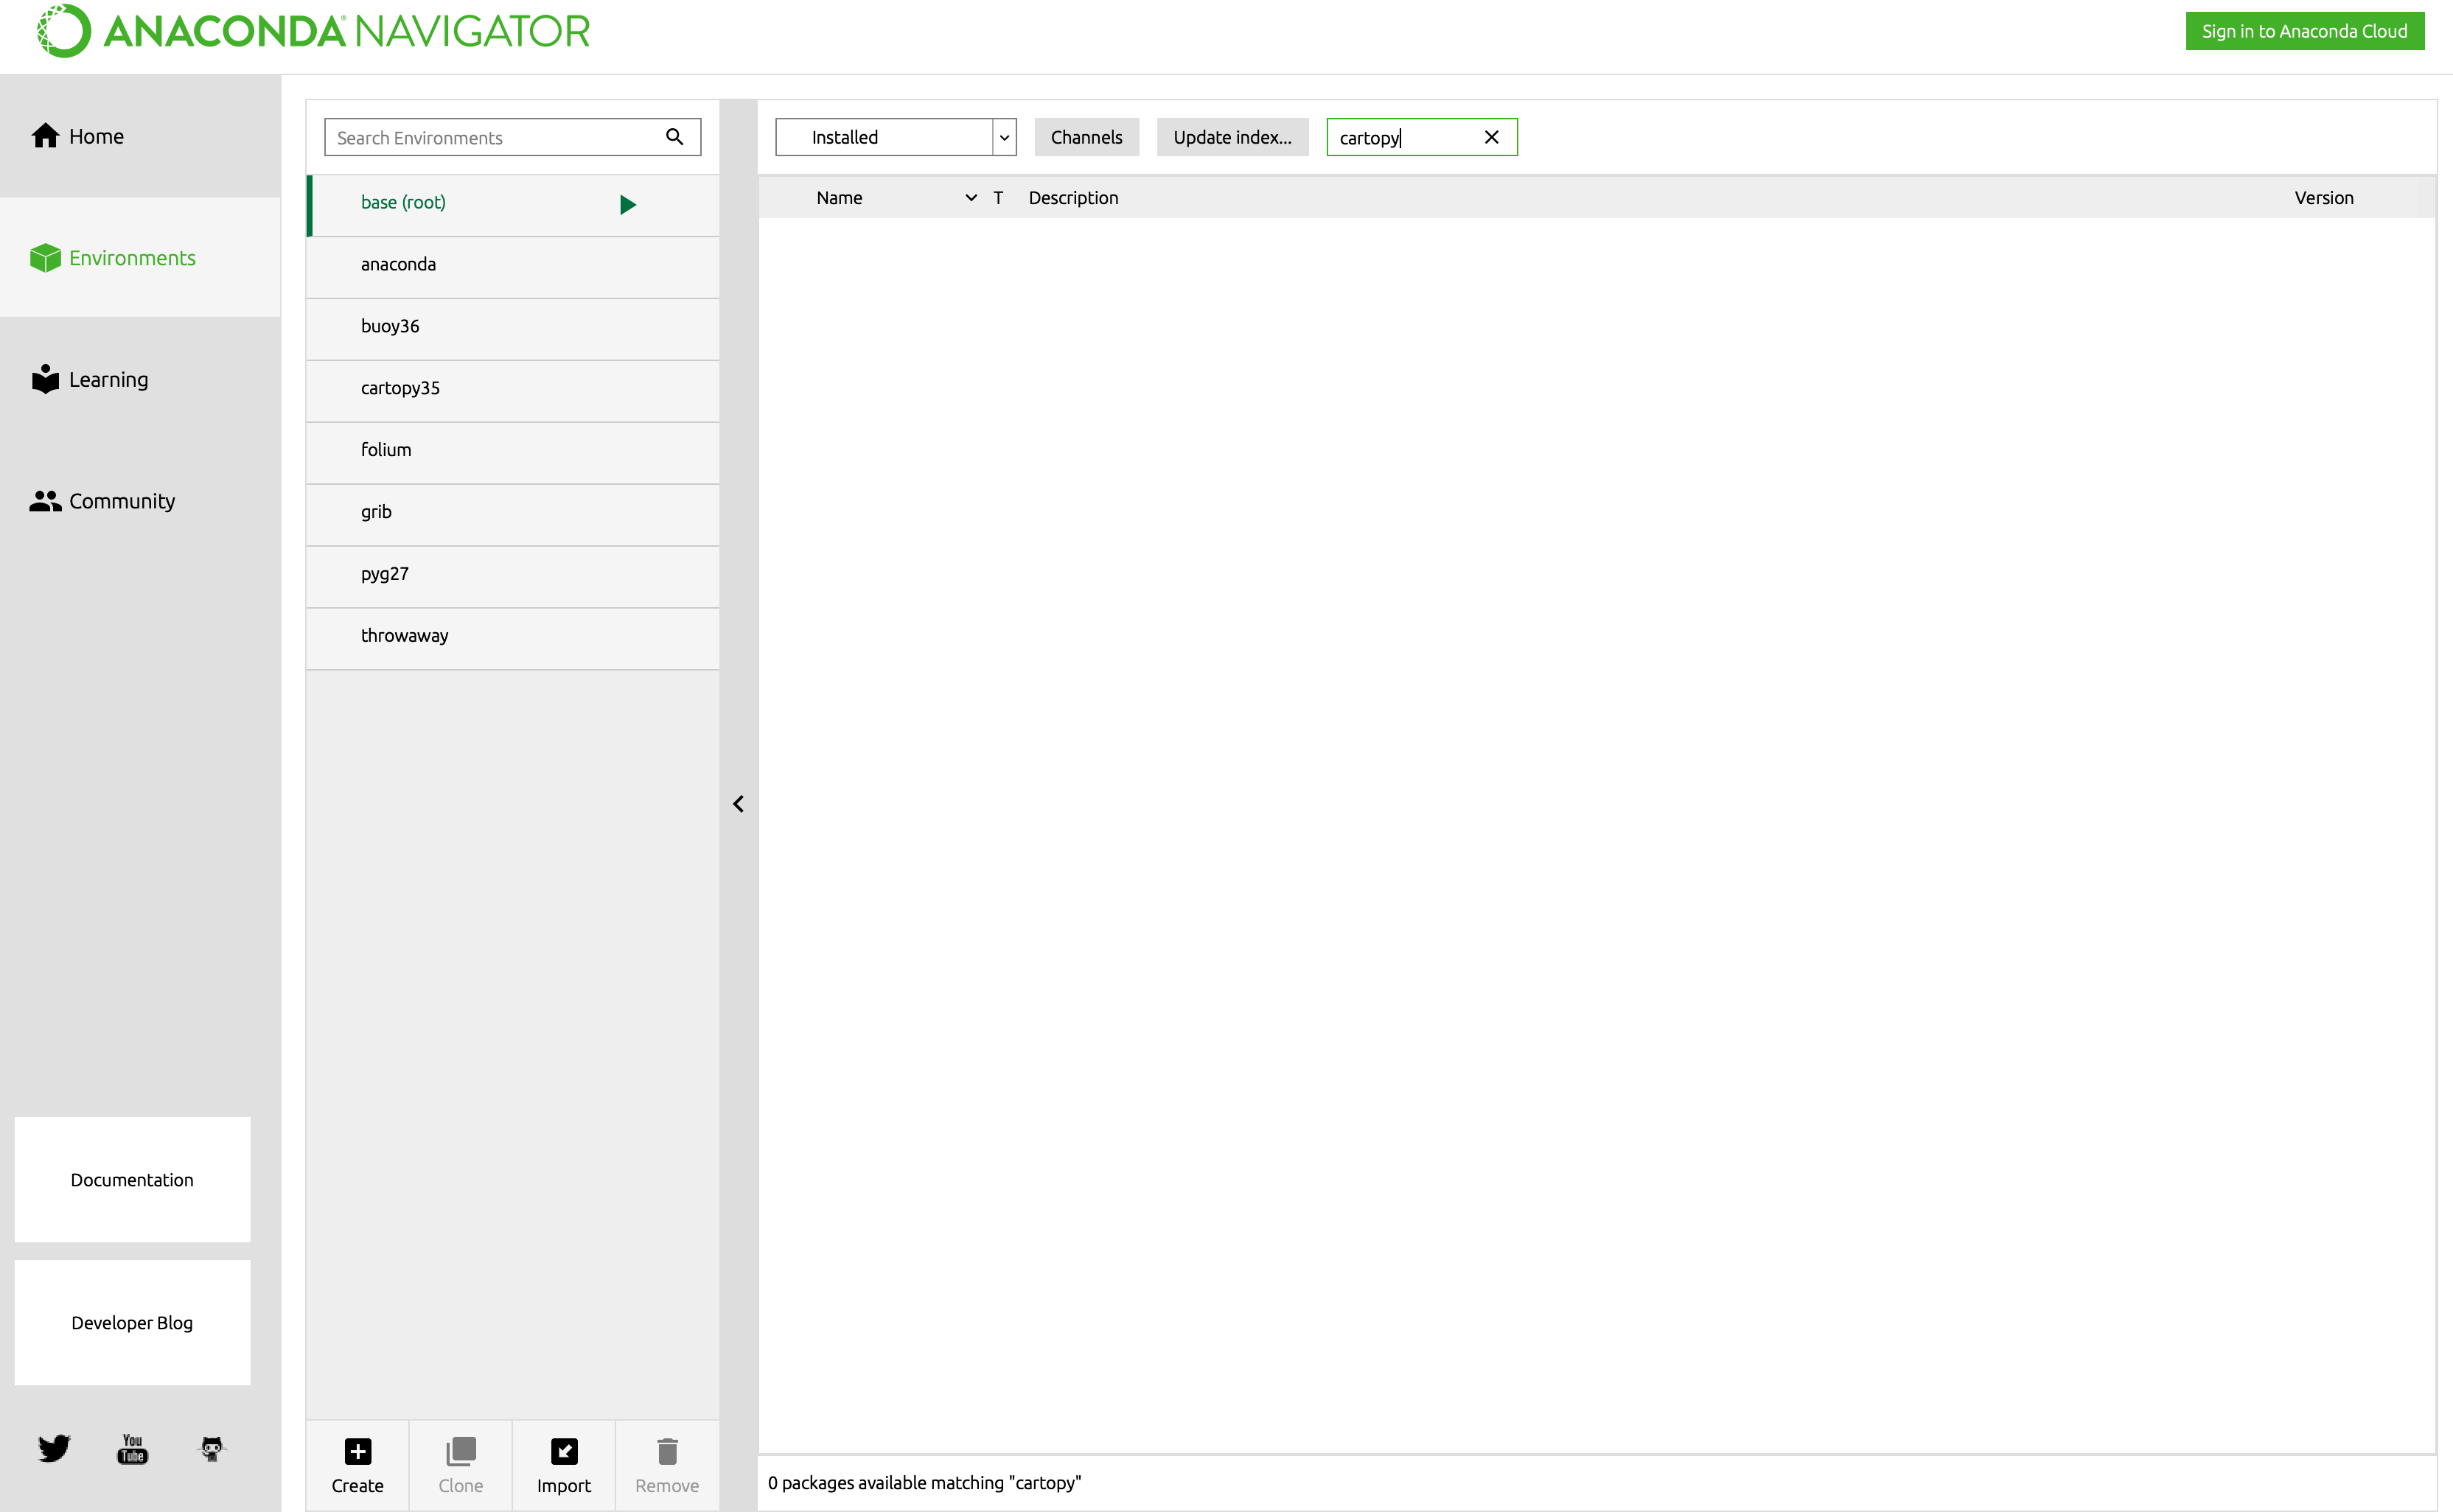 ANACONDA NAVIGATOR
Sign in to Anaconda Cloud
Home
Environments
Learning
Community
Documentation
Developer Blog
You
Tube
Search Environments
base (root)
anaconda
buoy36
cartopy35
folium
grib
pyg27
throwaway
Create
Clone
Import
Remove
Installed
Channels
Update index...
cartopy
Name
T
Description
Version
0 packages available matching "cartopy"